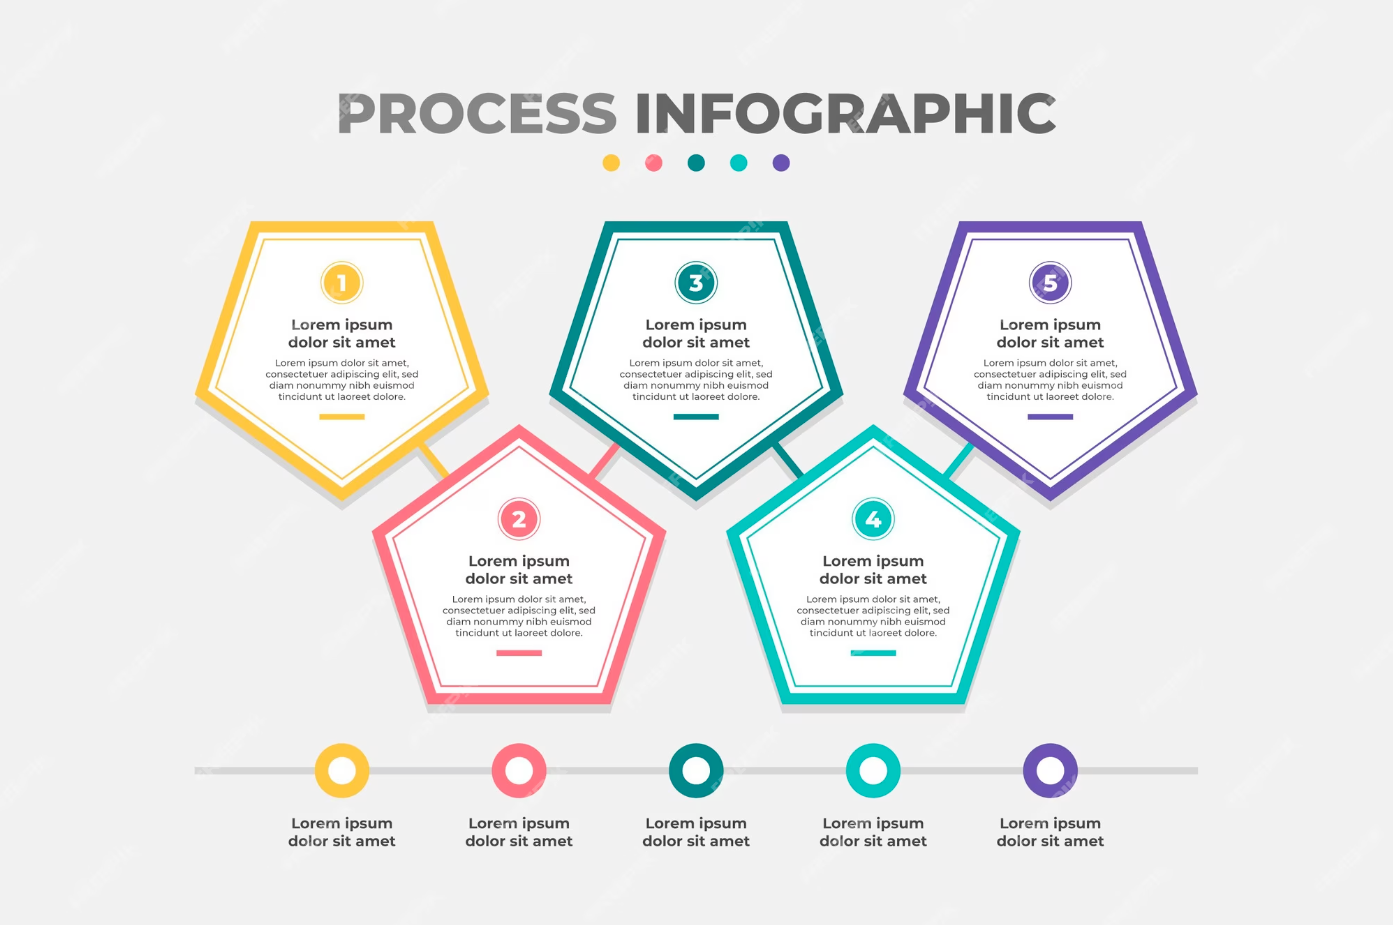 PROCESS INFOGRAPHIC
1
Lorem ipsum
dolor sit amet
Lorem ipsum dolor sit amet,
consectetuer adipiscing elit, sed
diam nonummy nibh euismod
tincidunt ut laoreet dolore.
2
Lorem ipsum
dolor sit amet
Lorem ipsum dolor sit amet,
consectetuer adipiscing elit, sed
diam nonummy nibh euismod
tincidunt ut laoreet dolore.
3
Lorem ipsum
dolor sit amet
Lorem ipsum dolor sit amet,
consectetuer adipiscing elit, sed
diam nonummy nibh euismod
tincidunt ut laoreet dolore.
4
Lorem ipsum
dolor sit amet
Lorem ipsum dolor sit amet,
consectetuer adipiscing elit, sed
diam nonummy nibh euismod
tincidunt ut laoreet dolore.
5
Lorem ipsum
dolor sit amet
Lorem ipsum dolor sit amet,
consectetuer adipiscing elit, sed
diam nonummy nibh euismod
tincidunt ut laoreet dolore.
Lorem ipsum
dolor sit amet
Lorem ipsum
dolor sit amet
Lorem ipsum
dolor sit amet
Lorem ipsum
dolor sit amet
Lorem ipsum
dolor sit amet